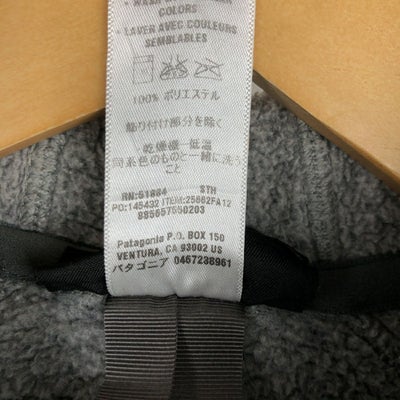 COLORS
* LAVER AVEC COULEURS
SEMBLABLES
100% ポリエステル
飾り付け部分を除く
乾燥機 - 低温
同系色のものと一緒に洗う
こと
RN:51884 STH
PO:145432 ITEM:25862FA12
885657550203
Patagonia P.O. BOX 150
VENTURA, CA 93002 US
パタゴニア 0467238961